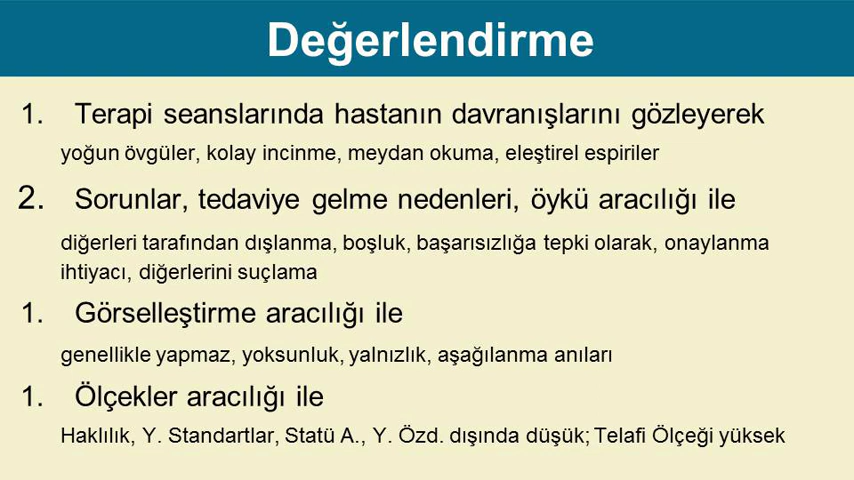 Değerlendirme
1. Terapi seanslarında hastanın davranışlarını gözleyerek
yoğun övgüler, kolay incinme, meydan okuma, eleştirel espiriler
2. Sorunlar, tedaviye gelme nedenleri, öykü aracılığı ile
diğerleri tarafından dışlanma, boşluk, başarısızlığa tepki olarak, onaylanma
ihtiyacı, diğerlerini suçlama
1. Görselleştirme aracılığı ile
genellikle yapmaz, yoksunluk, yalnızlık, aşağılanma anıları
1. Ölçekler aracılığı ile
Haklılık, Y. Standartlar, Statü A., Y. Özd. dışında düşük; Telafi Ölçeği yüksek